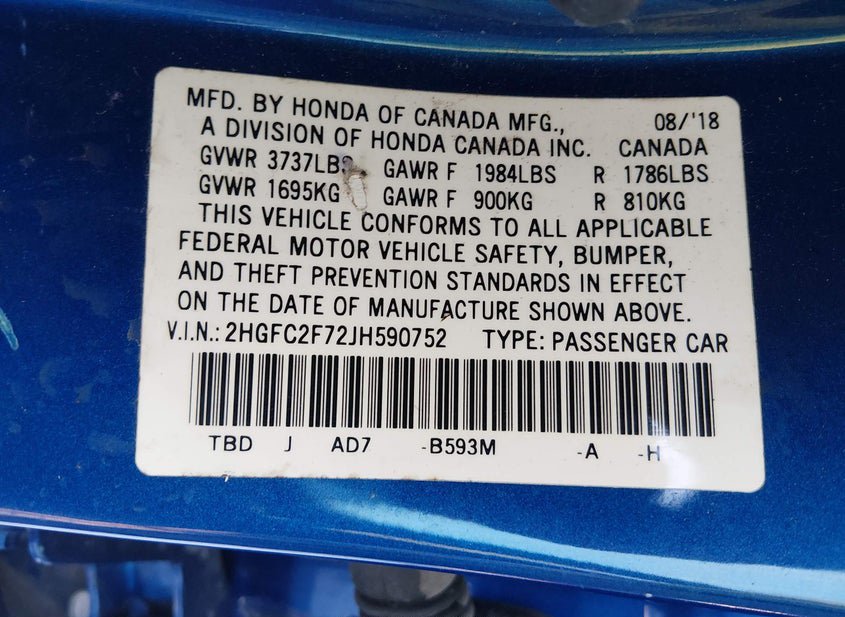 MFD. BY HONDA OF CANADA MFG., 08/'18
A DIVISION OF HONDA CANADA INC. CANADA
GVWR 3737LBS GAWR F 1984LBS R 1786LBS
GVWR 1695KG GAWR F 900KG R 810KG
THIS VEHICLE CONFORMS TO ALL APPLICABLE
FEDERAL MOTOR VEHICLE SAFETY, BUMPER,
AND THEFT PREVENTION STANDARDS IN EFFECT
ON THE DATE OF MANUFACTURE SHOWN ABOVE.
V.I.N.: 2HGFC2F72JH590752 TYPE: PASSENGER CAR
TBD J AD7 -B593M -A -H